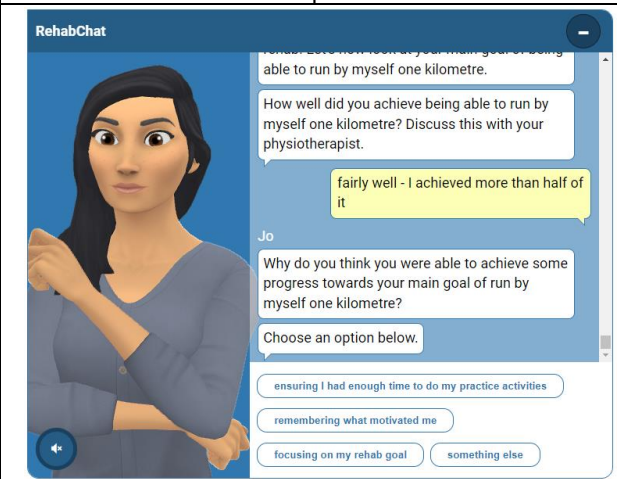 RehabChat
able to run by myself one kilometre.
How well did you achieve being able to run by
myself one kilometre? Discuss this with your
physiotherapist.
fairly well - I achieved more than half of
it
Jo
Why do you think you were able to achieve some
progress towards your main goal of run by
myself one kilometre?
Choose an option below.
ensuring I had enough time to do my practice activities
remembering what motivated me
focusing on my rehab goal
something else